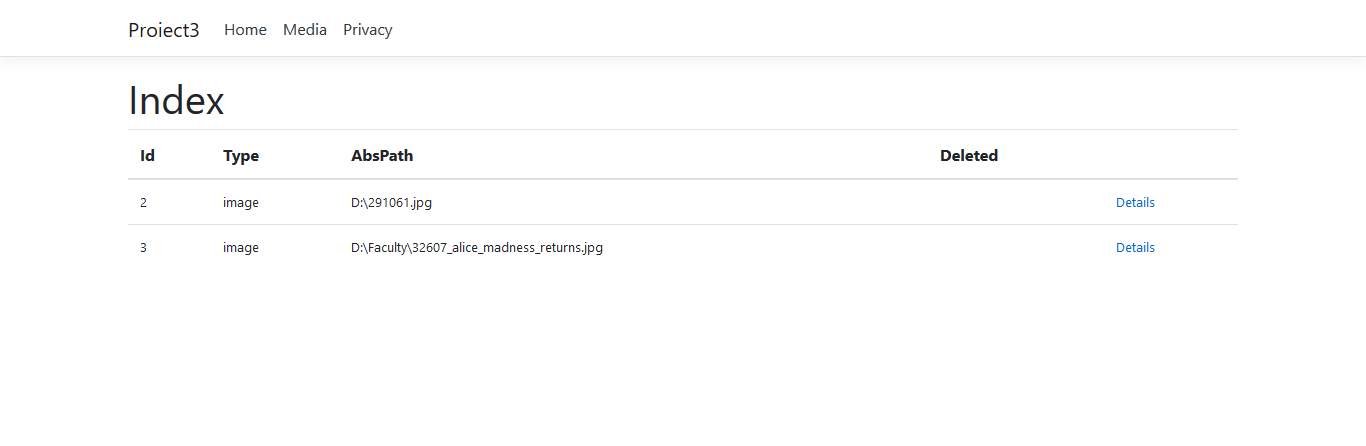 Proiect3 Home Media Privacy
Index
Id Type AbsPath Deleted
2 image D:\291061.jpg Details
3 image D:\Faculty\32607_alice_madness_returns.jpg Details